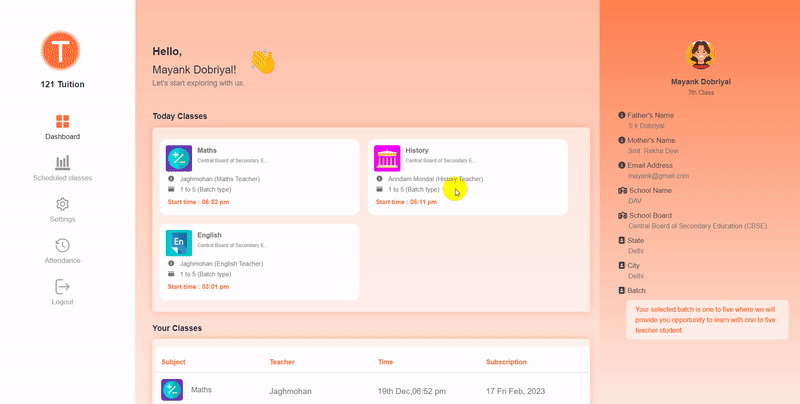 T
121 Tuition
Dashboard
Scheduled classes
Settings
Attendance
Logout
Hello,
Mayank Dobriyal!
Let's start exploring with us.
Today Classes
Maths
Central Board of Secondary E...
Jaghmohan (Maths Teacher)
1 to 5 (Batch type)
Start time : 06:52 pm
History
Central Board of Secondary E...
Arindam Mondal (History Teacher)
1 to 5 (Batch type)
Start time : 06:11 pm
En
English
Central Board of Secondary E...
Jaghmohan (English Teacher)
1 to 5 (Batch type)
Start time : 03:01 pm
Your Classes
Subject Teacher Time Subscription
Maths Jaghmohan 19th Dec,06:52 pm 17 Fri Feb, 2023
Mayank Dobriyal
7th Class
Father's Name
S k Dobriyal
Mother's Name
Smt. Rekha Devi
Email Address
mayank@gmail.com
School Name
DAV
School Board
Central Board of Secondary Education (CBSE)
State
Delhi
City
Delhi
Batch
Your selected batch is one to five where we will
provide you opportunity to learn with one to five
teacher student